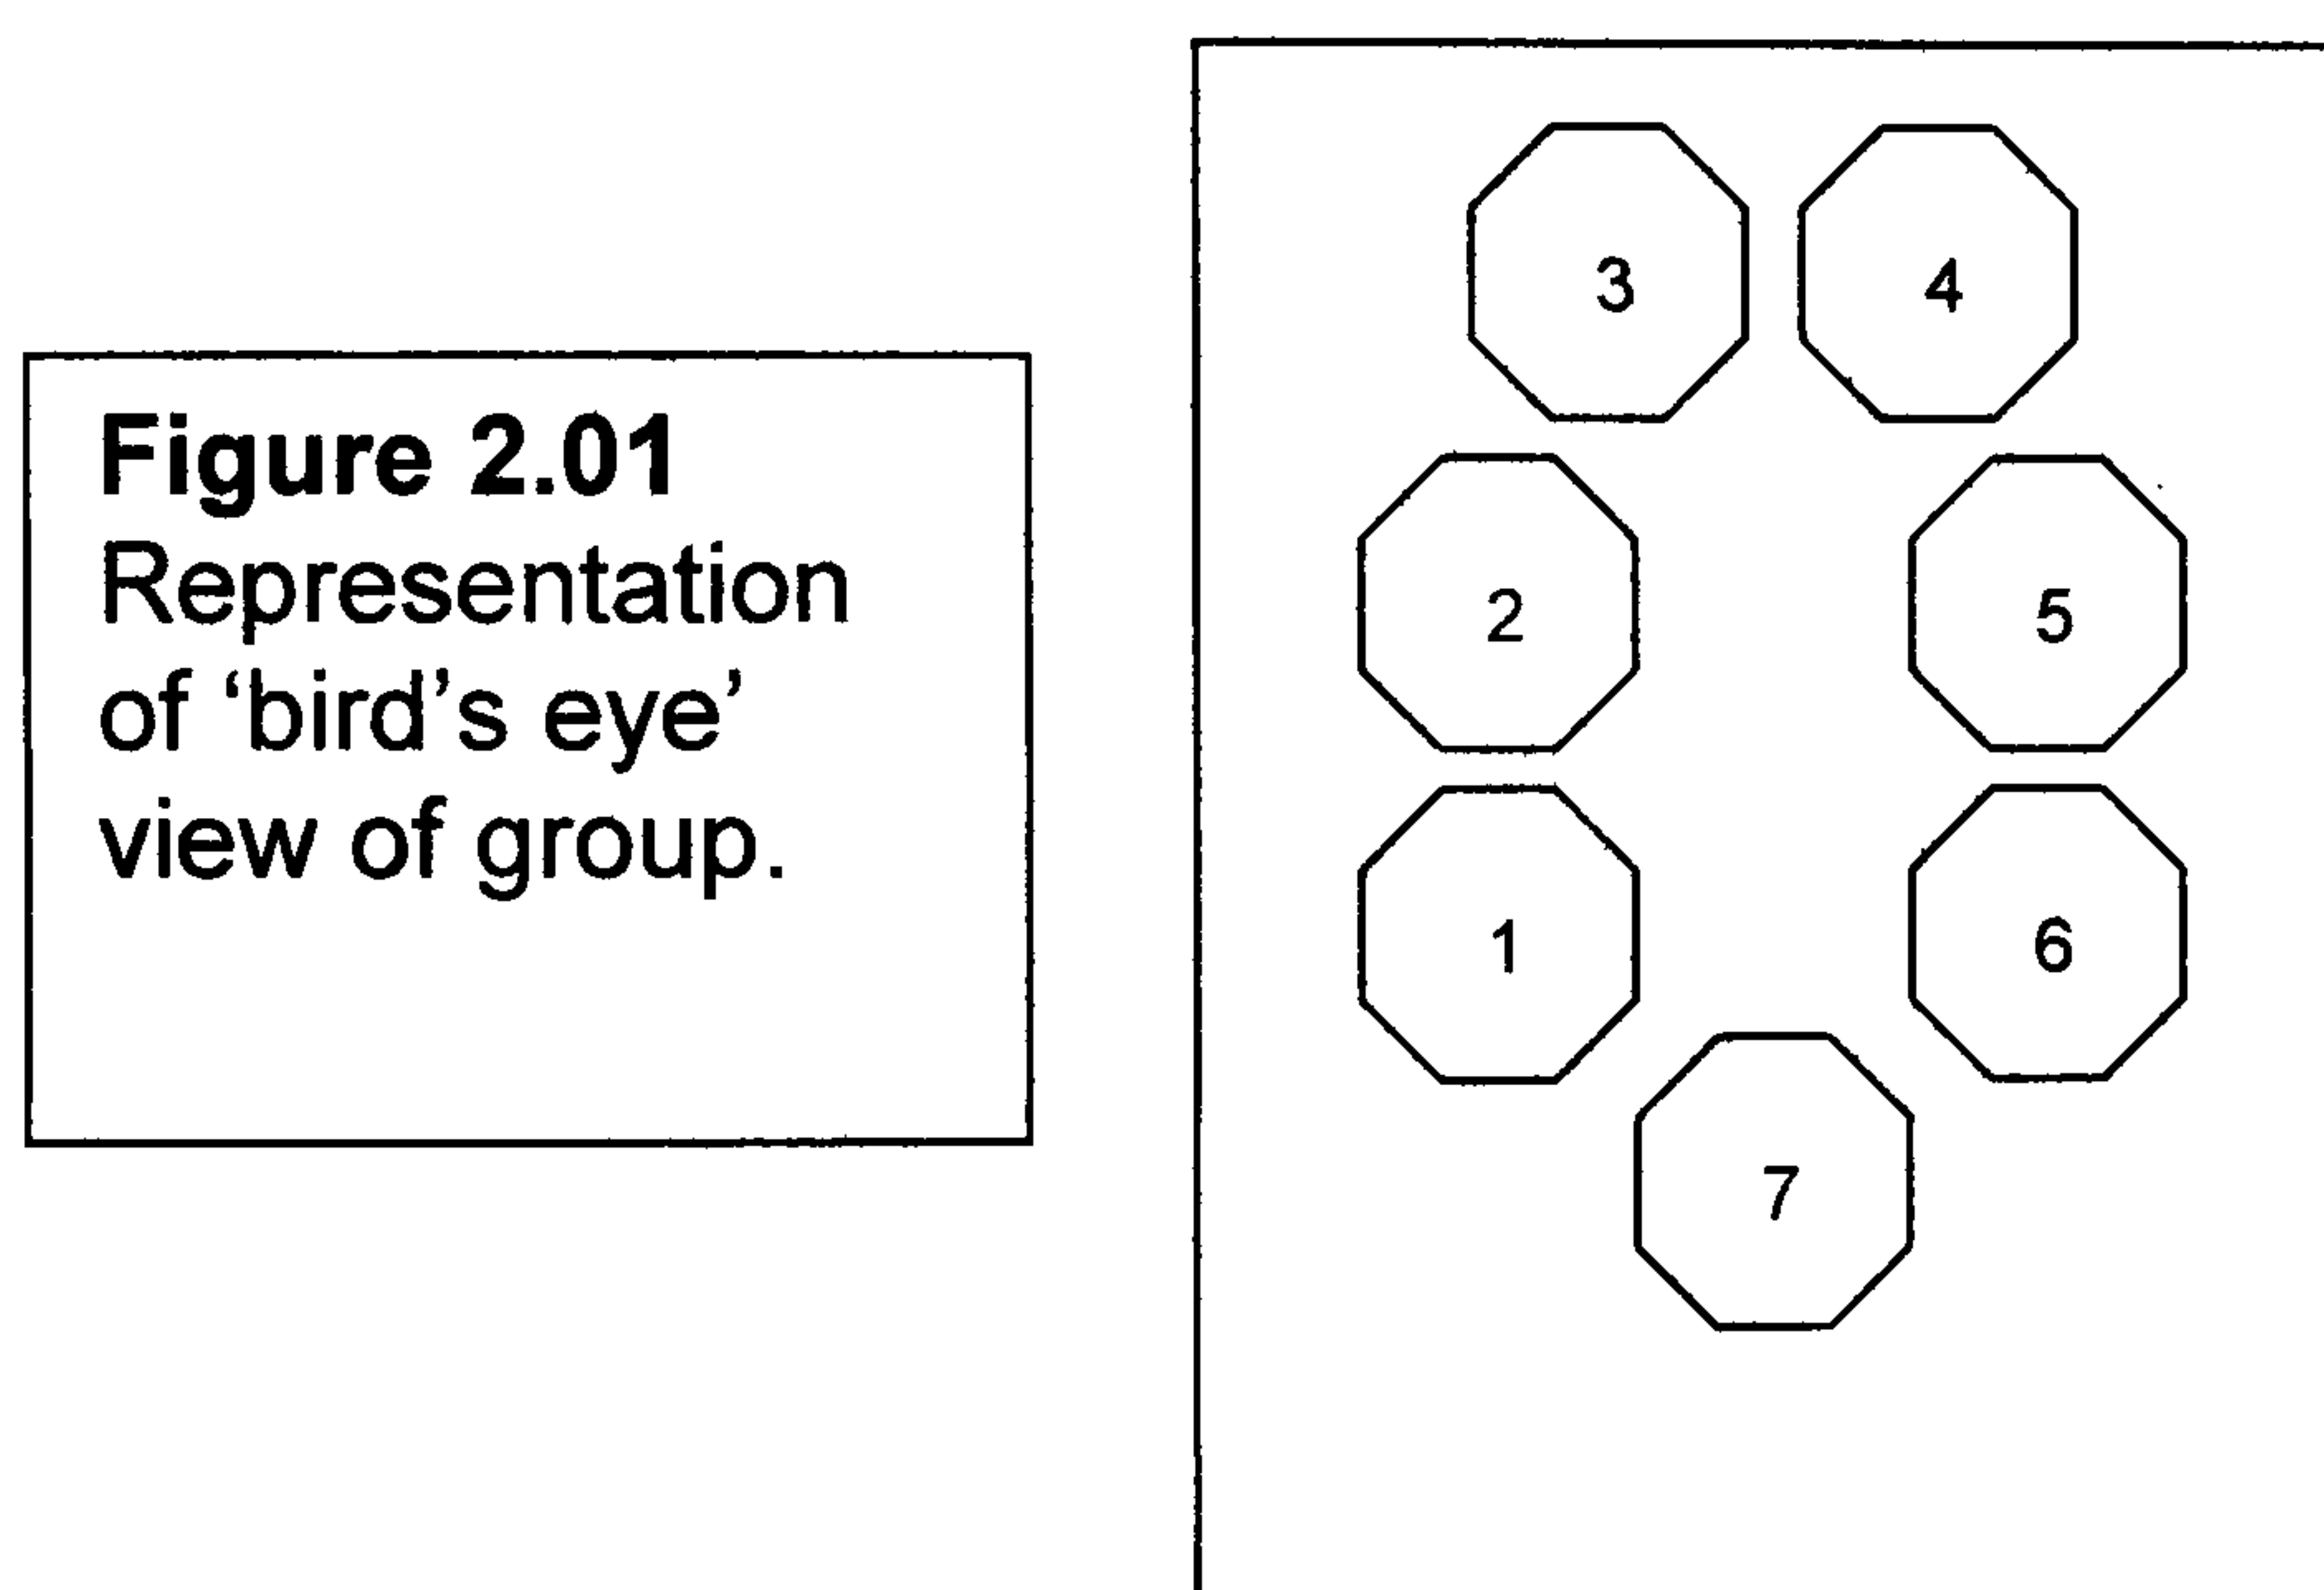 Figure 2.01
Representation
of ‘bird’s eye’
view of group.
3 4
2 5
1 6
7